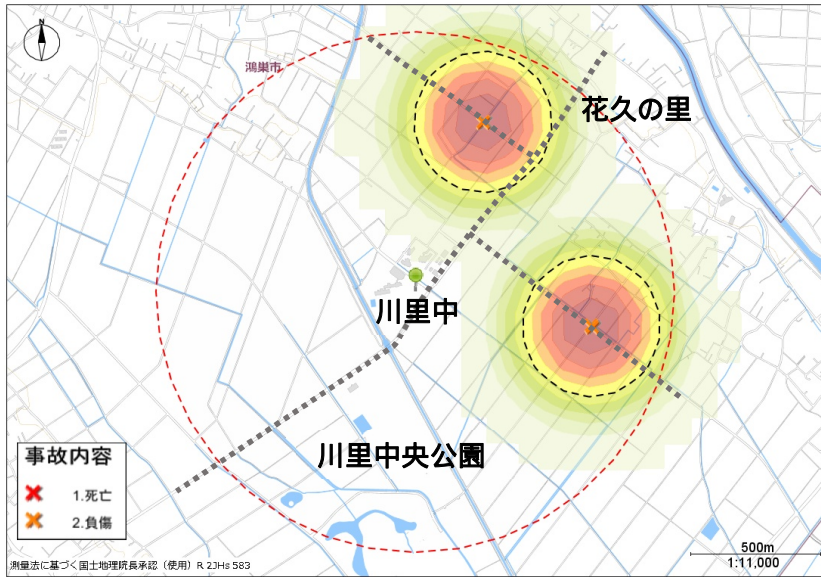 N
鴻巣市
花久の里
川里中
川里中央公園
事故内容
1.死亡
2.負傷
500m
1:11,000
測量法に基づく国土地理院長承認（使用）R 2JHs 583